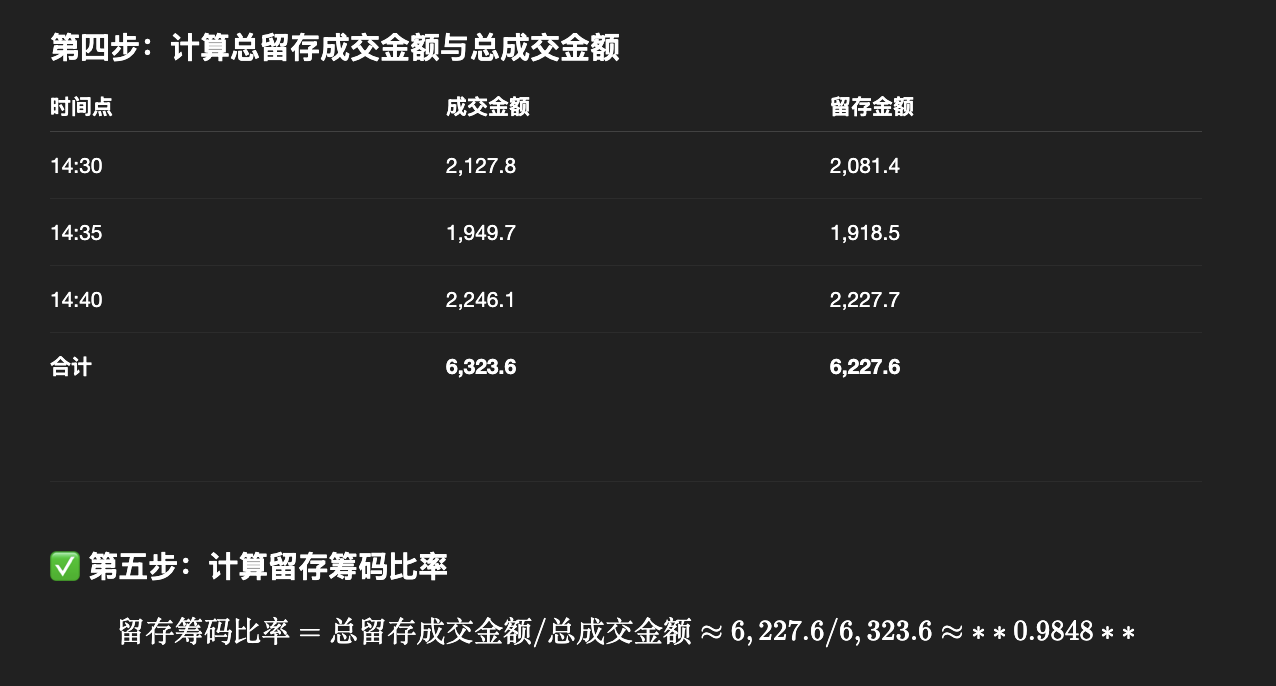 第四步：计算总留存成交金额与总成交金额
时间点 成交金额 留存金额
14:30 2,127.8 2,081.4
14:35 1,949.7 1,918.5
14:40 2,246.1 2,227.7
合计 6,323.6 6,227.6
✅ 第五步：计算留存筹码比率
留存筹码比率 = 总留存成交金额/总成交金额 ≈ 6,227.6/6,323.6 ≈ **0.9848**